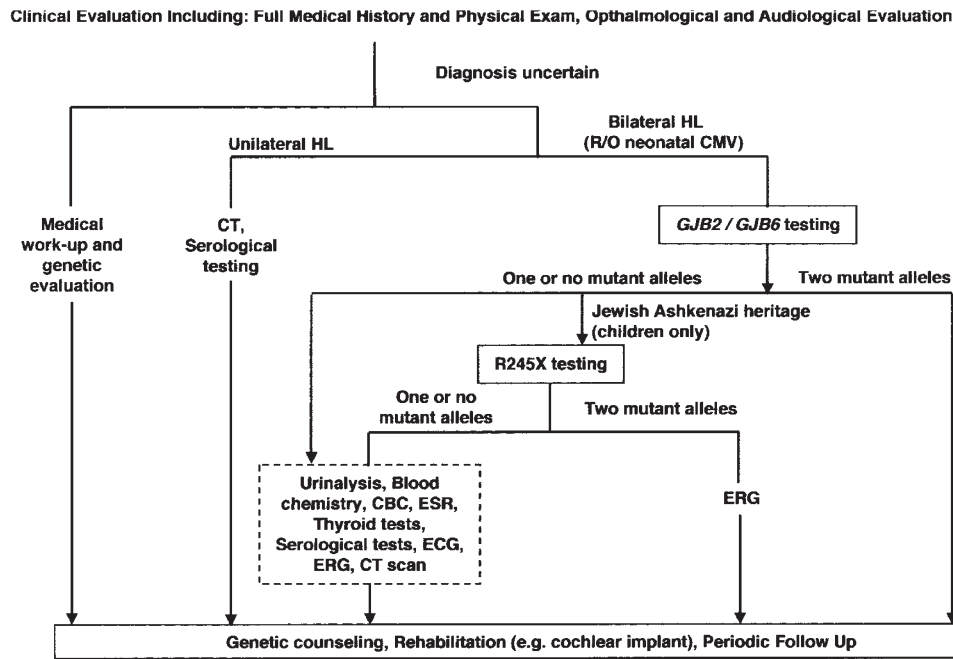 Clinical Evaluation Including: Full Medical History and Physical Exam, Opthalmological and Audiological Evaluation
Diagnosis uncertain
Bilateral HL
(R/O neonatal CMV)
Unilateral HL
Medical
work-up and
genetic
evaluation
CT,
Serological
testing
GJB2 / GJB6 testing
One or no mutant alleles
Two mutant alleles
Jewish Ashkenazi heritage
(children only)
R245X testing
One or no
mutant alleles
Two mutant alleles
Urinalysis, Blood
chemistry, CBC, ESR,
Thyroid tests,
Serological tests, ECG,
ERG, CT scan
ERG
Genetic counseling, Rehabilitation (e.g. cochlear implant), Periodic Follow Up